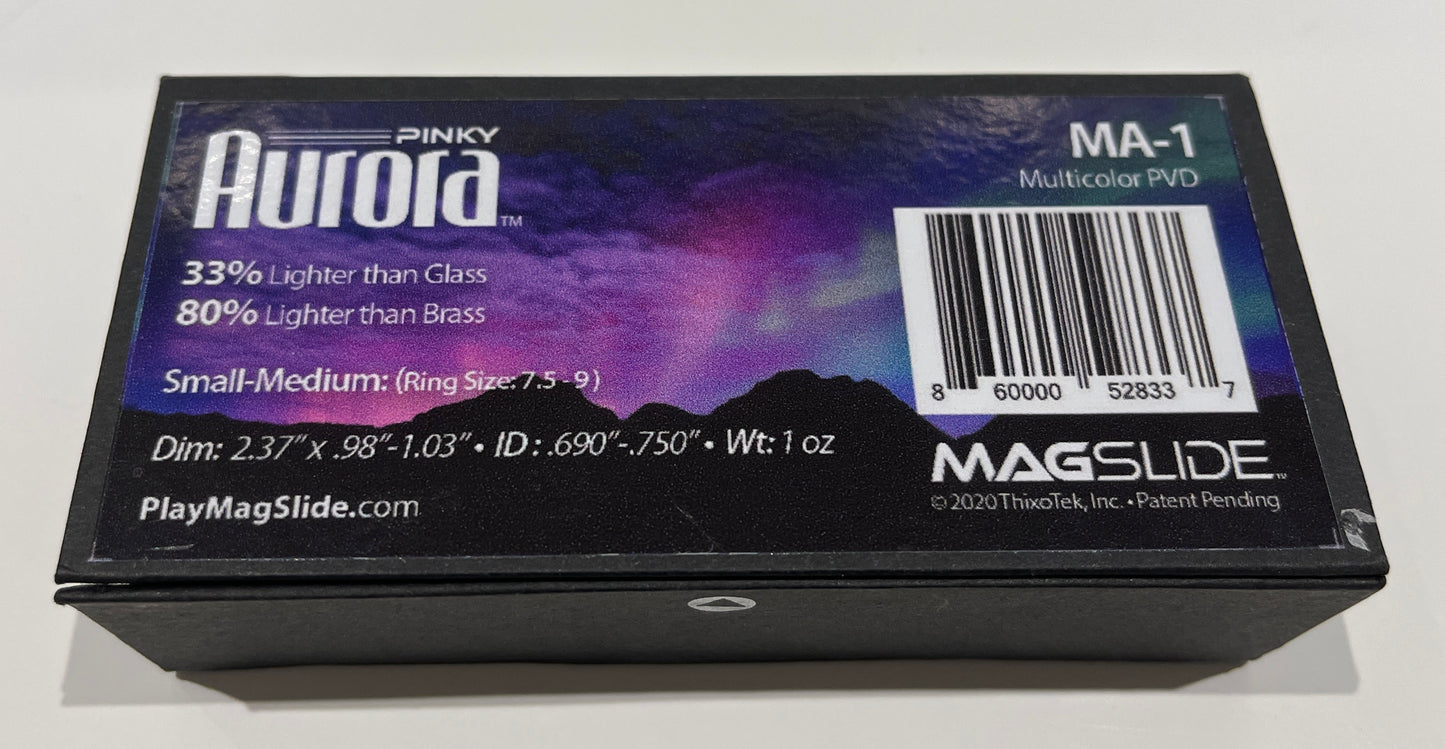 PINKY
Aurora™
33% Lighter than Glass
80% Lighter than Brass
Small-Medium: (Ring Size: 7.5 - 9)
Dim: 2.37" x .98"-1.03" • ID : .690"-.750" • Wt: 1 oz
PlayMagSlide.com
MA-1
Multicolor PVD
8 60000 52833 7
MAGSLIDE™
©2020 ThixoTek, Inc. • Patent Pending